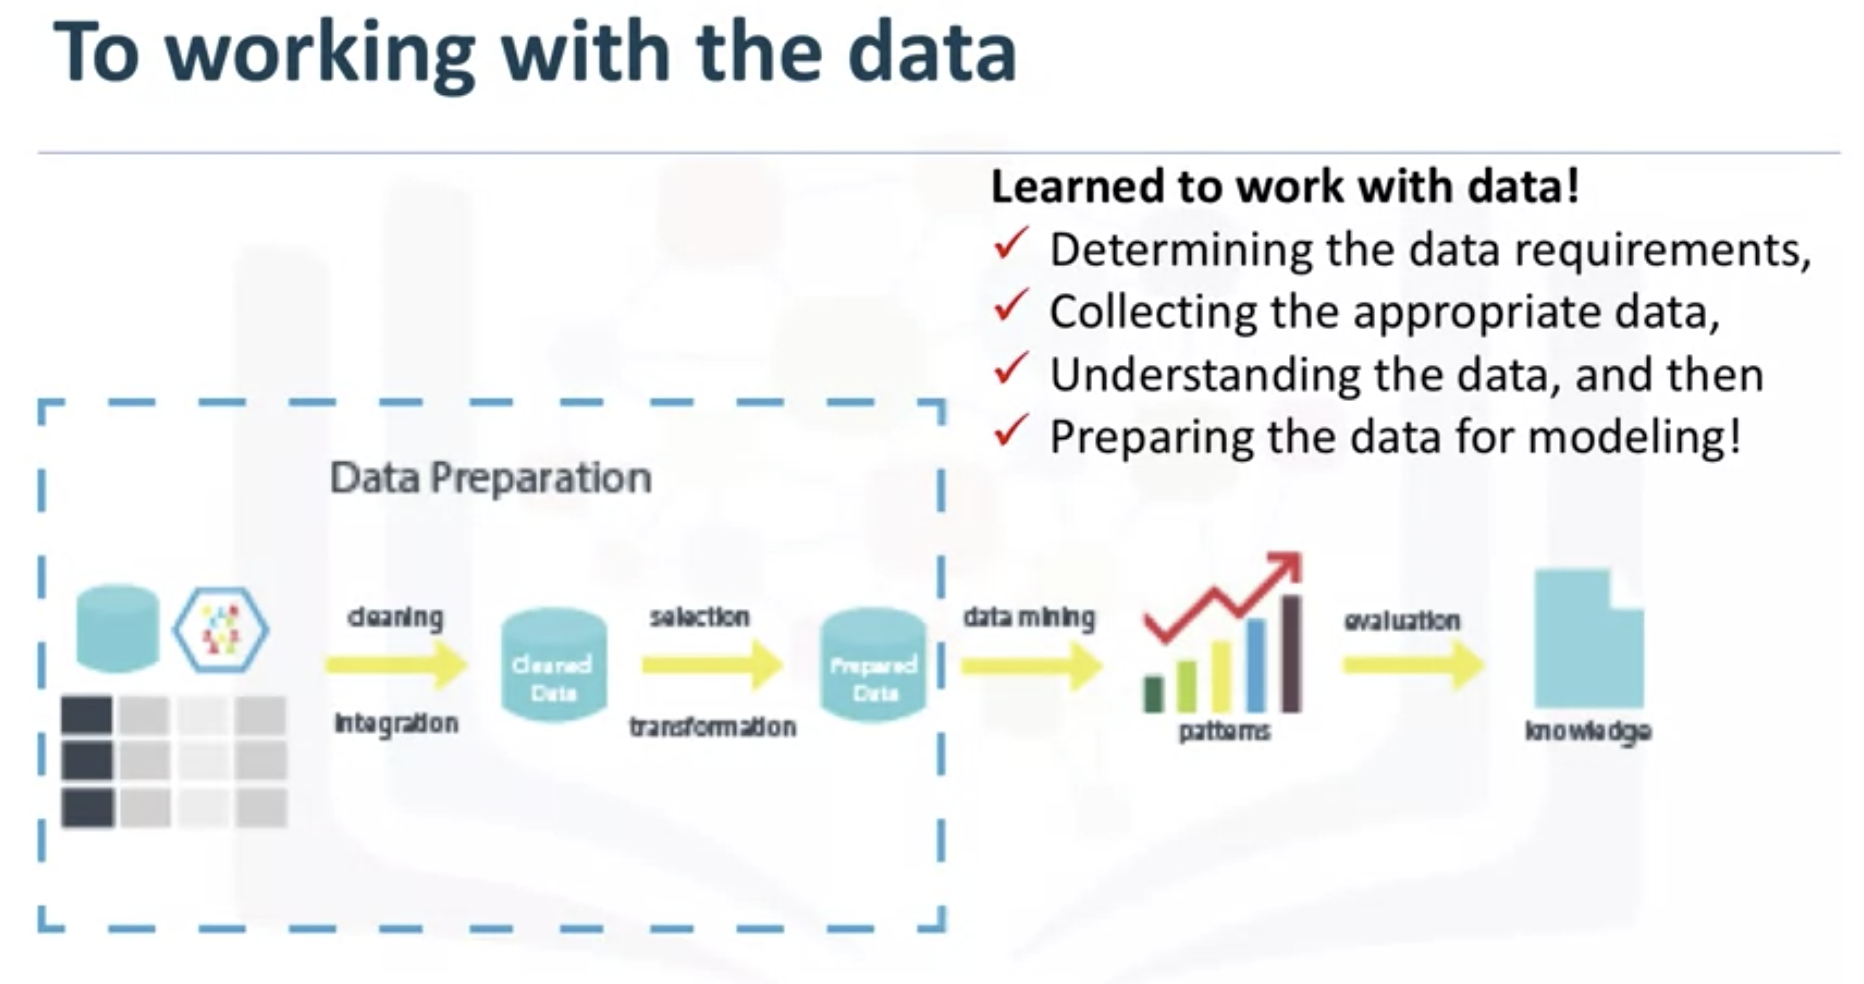 To working with the data
Learned to work with data!
Determining the data requirements,
Collecting the appropriate data,
Understanding the data, and then
Preparing the data for modeling!
Data Preparation
cleaning
integration
Cleaned
Data
selection
transformation
Prepared
Data
data mining
patterns
evaluation
knowledge